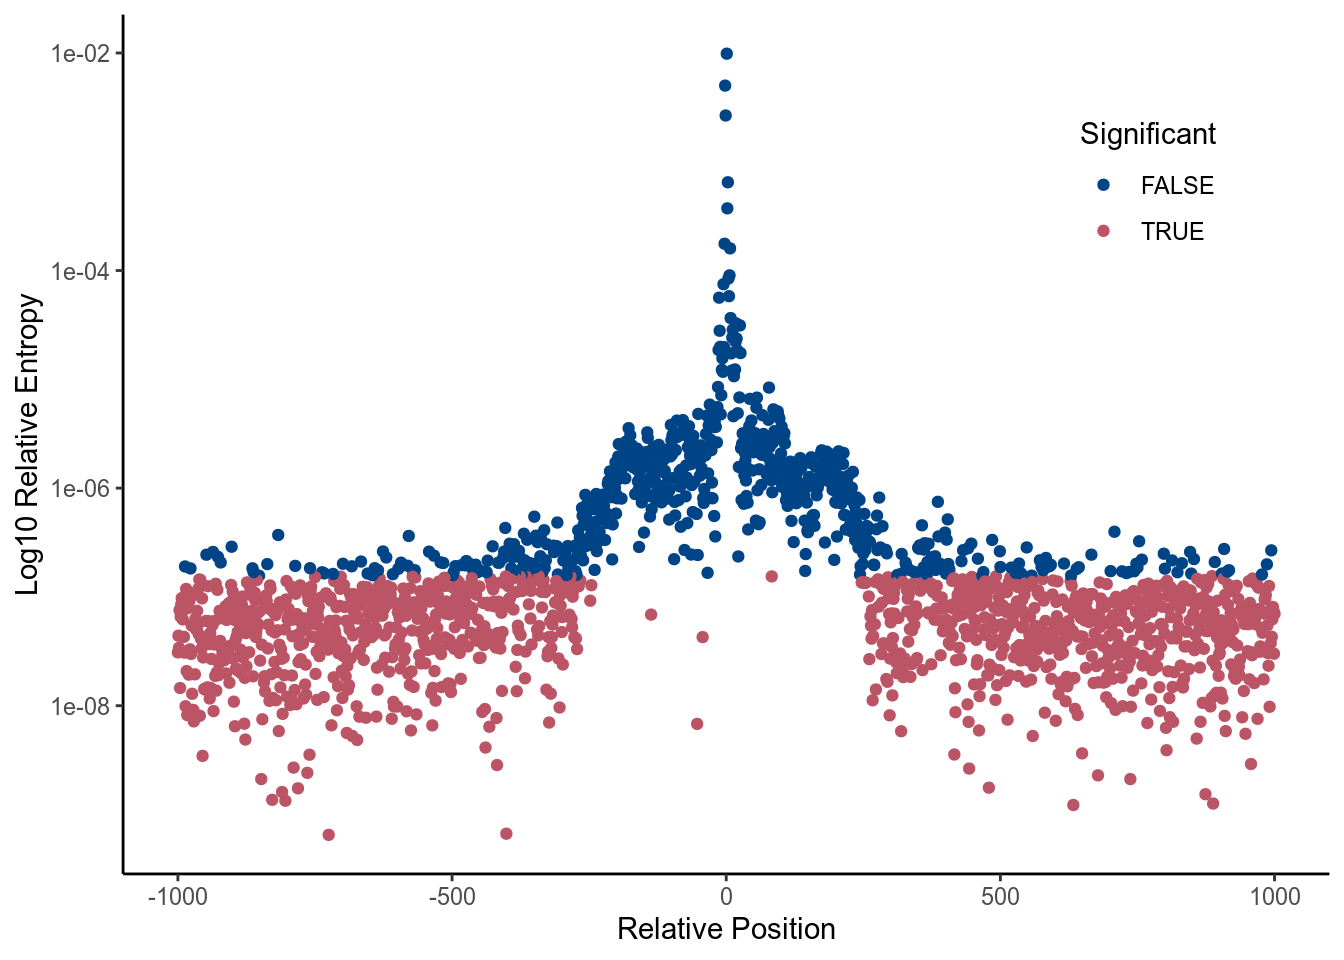 Log10 Relative Entropy
1e-02
1e-04
1e-06
1e-08
Significant
FALSE
TRUE
-1000
-500
0
500
1000
Relative Position